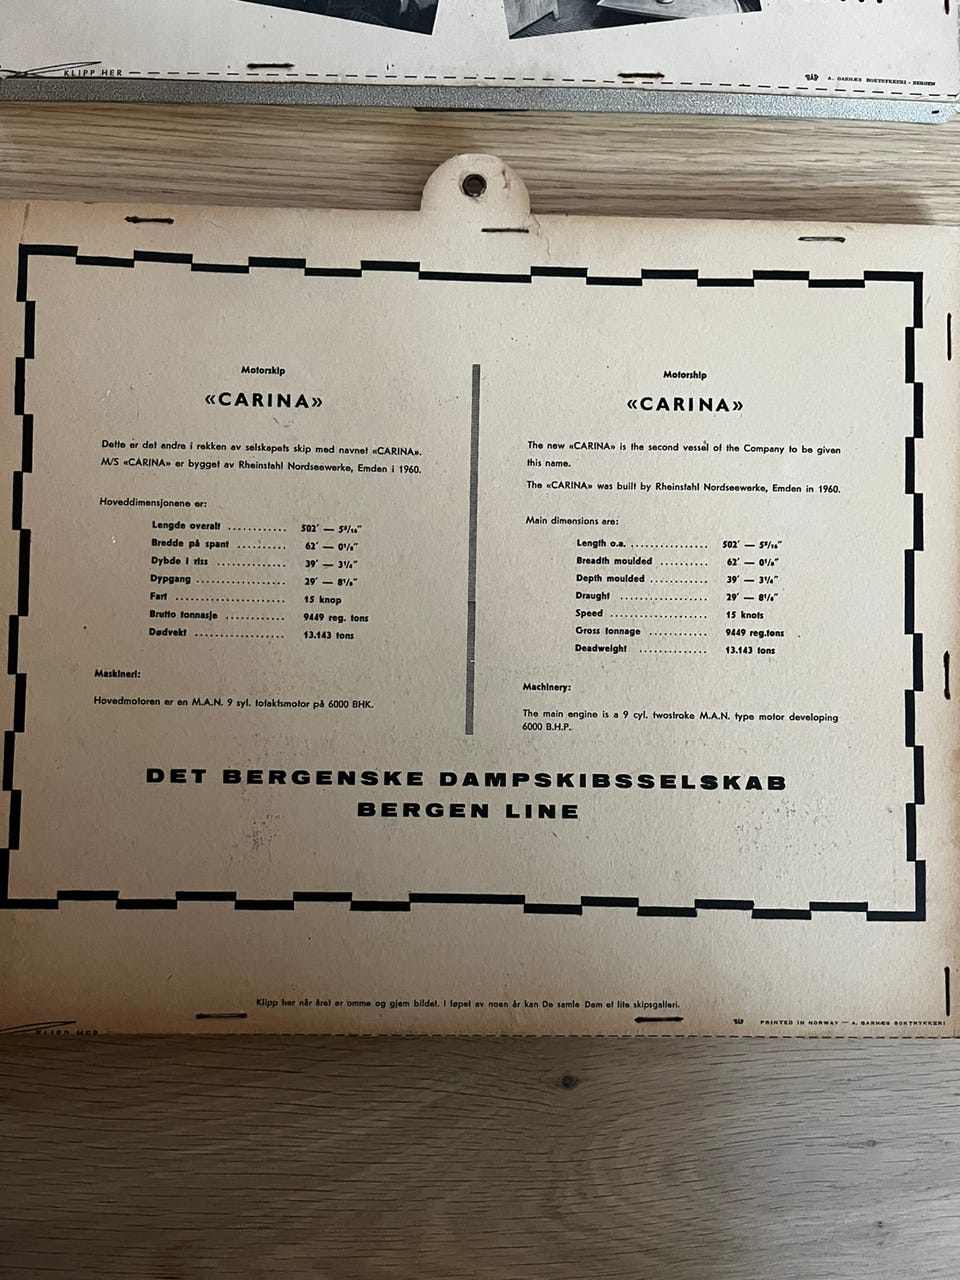 KLIPP HER
A. GARNÆS BOKTRYKKERI - BERGEN
Motorskip
«CARINA»
Dette er det andre i rekken av selskapets skip med navnet «CARINA».
M/S «CARINA» er bygget av Rheinstahl Nordseewerke, Emden i 1960.
Hoveddimensjonene er:
Lengde overalt ............ 502' — 5⁵/₁₆"
Bredde på spant .......... 62' — 0¹/₈"
Dybde i riss .............. 39' — 3¹/₄"
Dypgang .................. 29' — 8¹/₈"
Fart ...................... 15 knop
Brutto tonnasje ............ 9449 reg. tons
Dødvekt .................. 13.143 tons
Maskineri:
Hovedmotoren er en M.A.N. 9 syl. totaktsmotor på 6000 BHK.
Motorship
«CARINA»
The new «CARINA» is the second vessel of the Company to be given
this name.
The «CARINA» was built by Rheinstahl Nordseewerke, Emden in 1960.
Main dimensions are:
Length o.a. ................ 502' — 5⁵/₁₆"
Breadth moulded .......... 62' — 0¹/₈"
Depth moulded ............ 39' — 3¹/₄"
Draught .................. 29' — 8¹/₈"
Speed ..................... 15 knots
Gross tonnage ............ 9449 reg.tons
Deadweight .............. 13.143 tons
Machinery:
The main engine is a 9 cyl. twostroke M.A.N. type motor developing
6000 B.H.P.
DET BERGENSKE DAMPSKIBSSELSKAB
BERGEN LINE
Klipp her når året er omme og gjem bildet. I løpet av noen år kan De samle Dem et lite skipsgalleri.
KLIPP HER
PRINTED IN NORWAY — A. GARNÆS BOKTRYKKERI